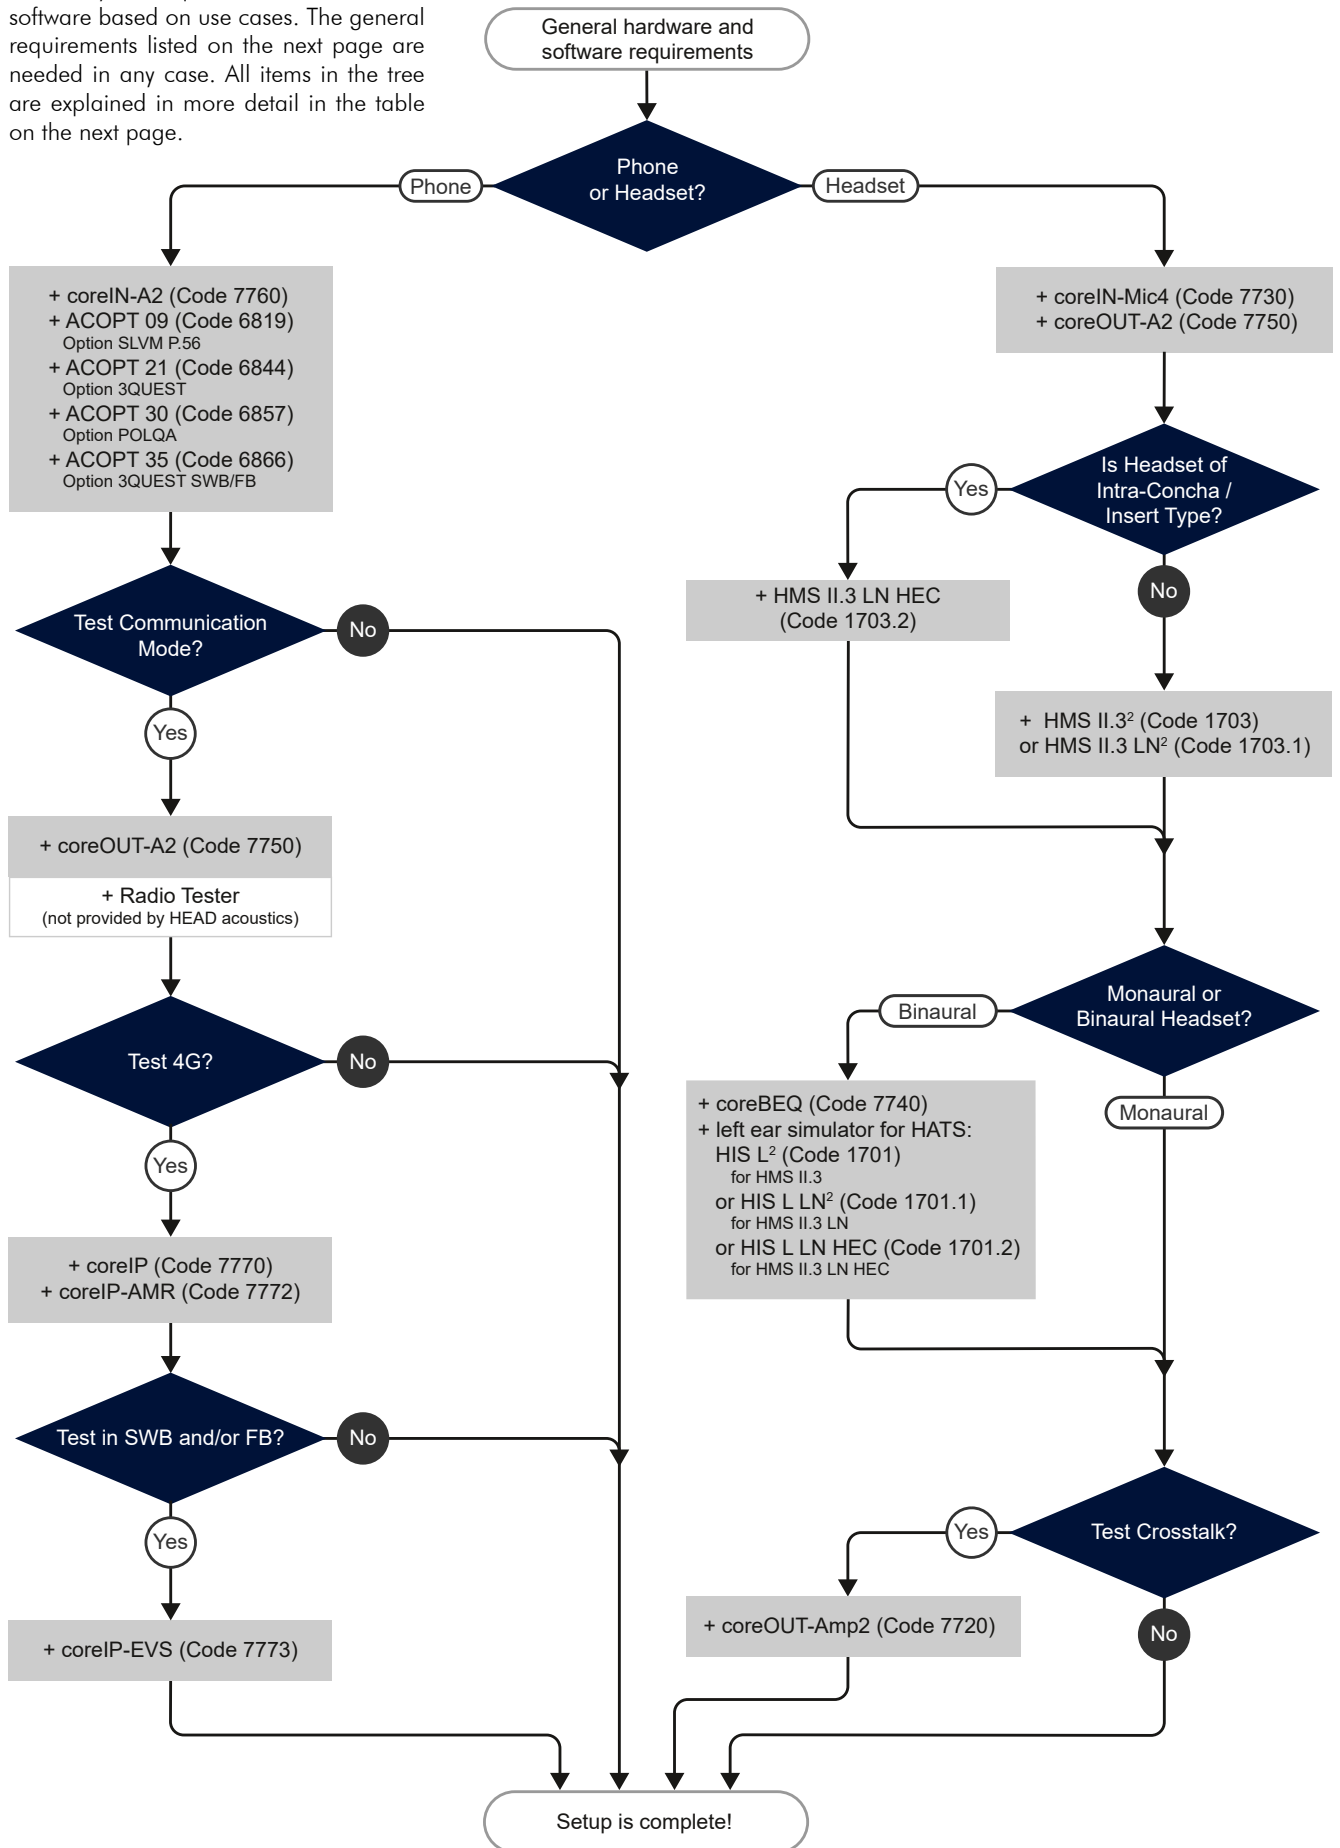 software based on use cases. The general
requirements listed on the next page are
needed in any case. All items in the tree
are explained in more detail in the table
on the next page.
General hardware and
software requirements
Phone
or Headset?
Phone
Headset
+ coreIN-A2 (Code 7760)
+ ACOPT 09 (Code 6819)
Option SLVM P.56
+ ACOPT 21 (Code 6844)
Option 3QUEST
+ ACOPT 30 (Code 6857)
Option POLQA
+ ACOPT 35 (Code 6866)
Option 3QUEST SWB/FB
Test Communication
Mode?
No
Yes
+ coreOUT-A2 (Code 7750)
+ Radio Tester
(not provided by HEAD acoustics)
Test 4G?
No
Yes
+ coreIP (Code 7770)
+ coreIP-AMR (Code 7772)
Test in SWB and/or FB?
No
Yes
+ coreIP-EVS (Code 7773)
+ coreIN-Mic4 (Code 7730)
+ coreOUT-A2 (Code 7750)
Is Headset of
Intra-Concha /
Insert Type?
Yes
No
+ HMS II.3 LN HEC
(Code 1703.2)
+ HMS II.3² (Code 1703)
or HMS II.3 LN² (Code 1703.1)
Monaural or
Binaural Headset?
Binaural
Monaural
+ coreBEQ (Code 7740)
+ left ear simulator for HATS:
HIS L² (Code 1701)
for HMS II.3
or HIS L LN² (Code 1701.1)
for HMS II.3 LN
or HIS L LN HEC (Code 1701.2)
for HMS II.3 LN HEC
Test Crosstalk?
Yes
No
+ coreOUT-Amp2 (Code 7720)
Setup is complete!